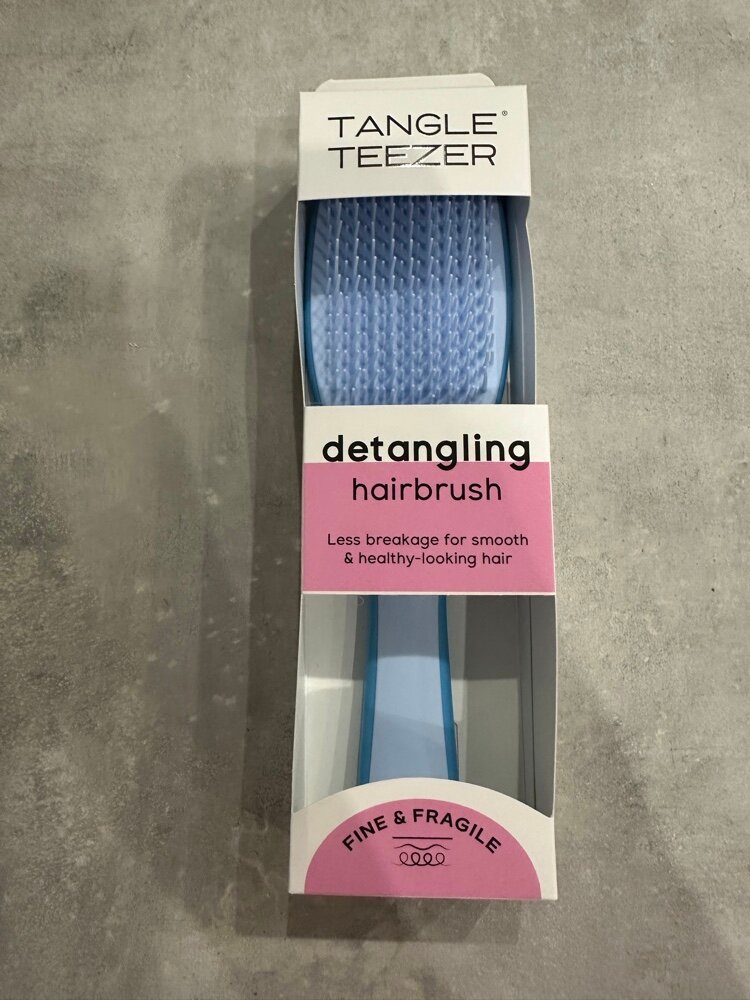 TANGLE®
TEEZER
detangling
hairbrush
Less breakage for smooth
& healthy-looking hair
FINE & FRAGILE